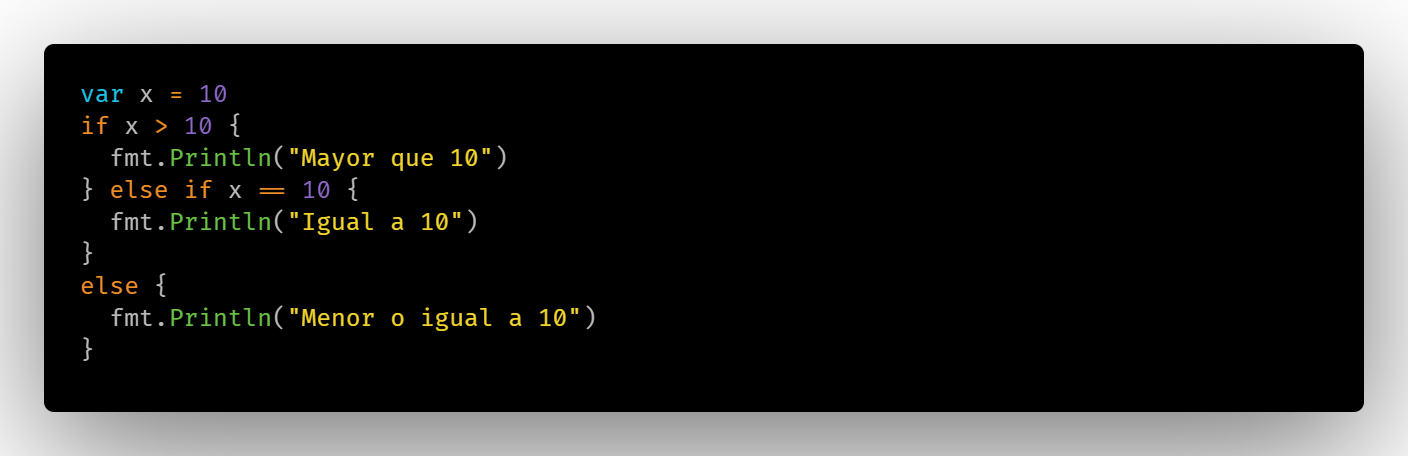 var x = 10
if x > 10 {
  fmt.Println("Mayor que 10")
} else if x == 10 {
  fmt.Println("Igual a 10")
}
else {
  fmt.Println("Menor o igual a 10")
}